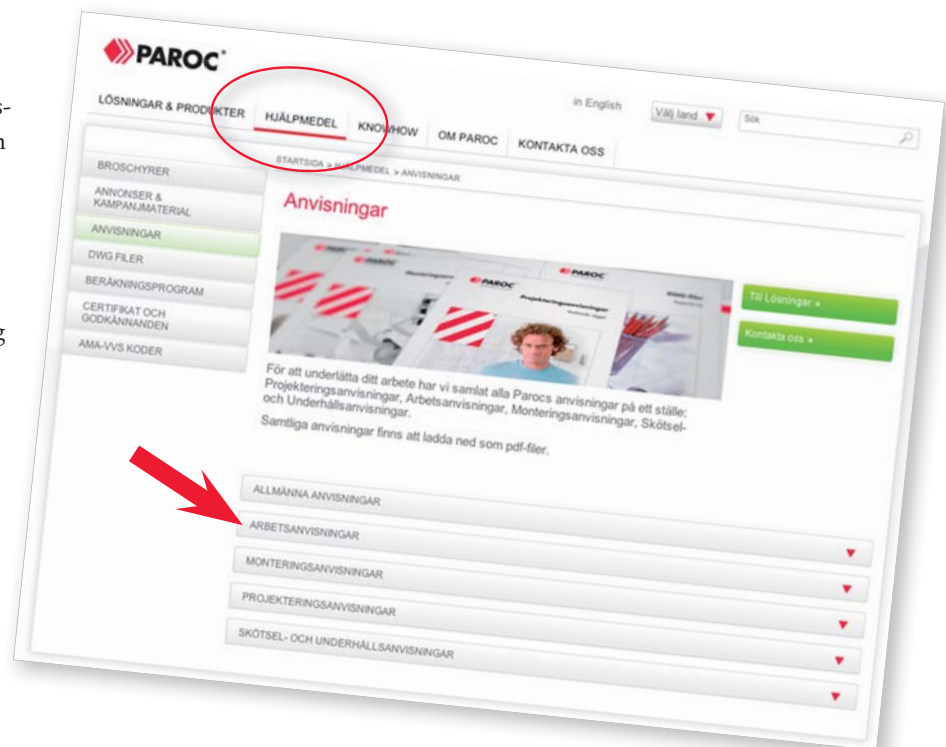 s-
n
g
PAROC
in English
Välj land
Sök
LÖSNINGAR & PRODUKTER
HJÄLPMEDEL
KNOWHOW
OM PAROC
KONTAKTA OSS
STARTSIDA > HJÄLPMEDEL > ANVISNINGAR
BROSCHYRER
ANNONSER &
KAMPANJMATERIAL
ANVISNINGAR
DWG FILER
BERÄKNINGSPROGRAM
CERTIFIKAT OCH
GODKÄNNANDEN
AMA-VVS KODER
Anvisningar
PAROC
PAROC
Projekteringsanvisningar
Till Lösningar »
Kontakta oss »
För att underlätta ditt arbete har vi samlat alla Parocs anvisningar på ett ställe:
Projekteringsanvisningar, Arbetsanvisningar, Monteringsanvisningar, Skötsel-
och Underhållsanvisningar.
Samtliga anvisningar finns att ladda ned som pdf-filer.
ALLMÄNNA ANVISNINGAR
ARBETSANVISNINGAR
MONTERINGSANVISNINGAR
PROJEKTERINGSANVISNINGAR
SKÖTSEL- OCH UNDERHÅLLSANVISNINGAR